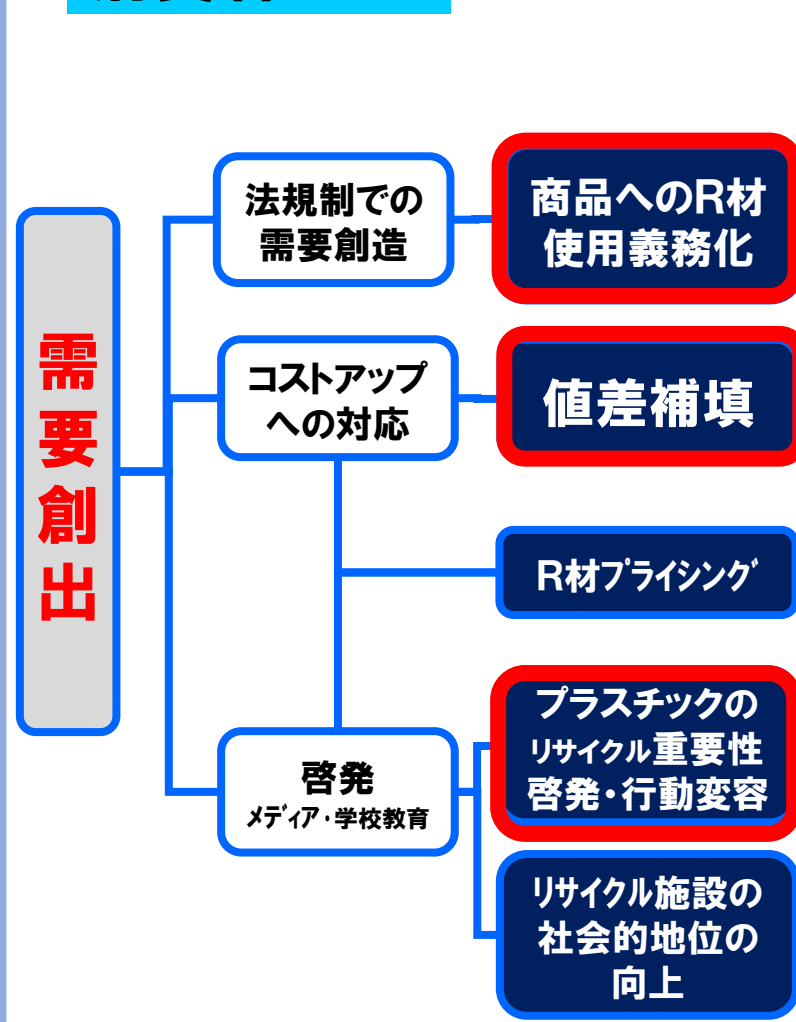 需要創出
法規制での
需要創造
商品へのR材
使用義務化
コストアップ
への対応
値差補填
R材プライシング
啓発
メディア・学校教育
プラスチックの
リサイクル重要性
啓発・行動変容
リサイクル施設の
社会的地位の
向上